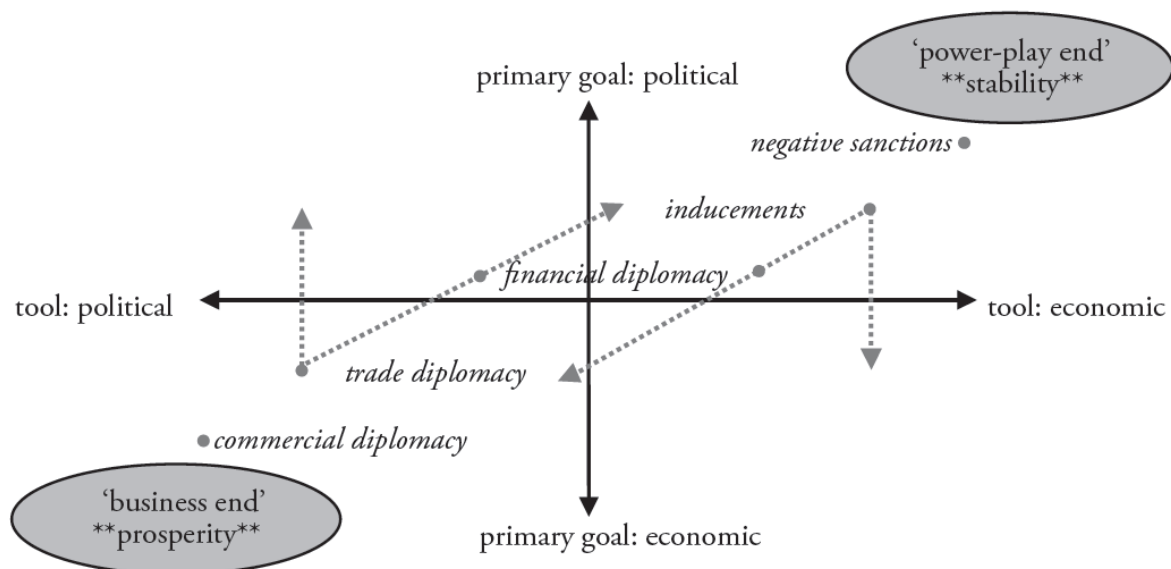 ‘power-play end’
**stability**
primary goal: political
negative sanctions
inducements
financial diplomacy
tool: political
tool: economic
trade diplomacy
commercial diplomacy
‘business end’
**prosperity**
primary goal: economic